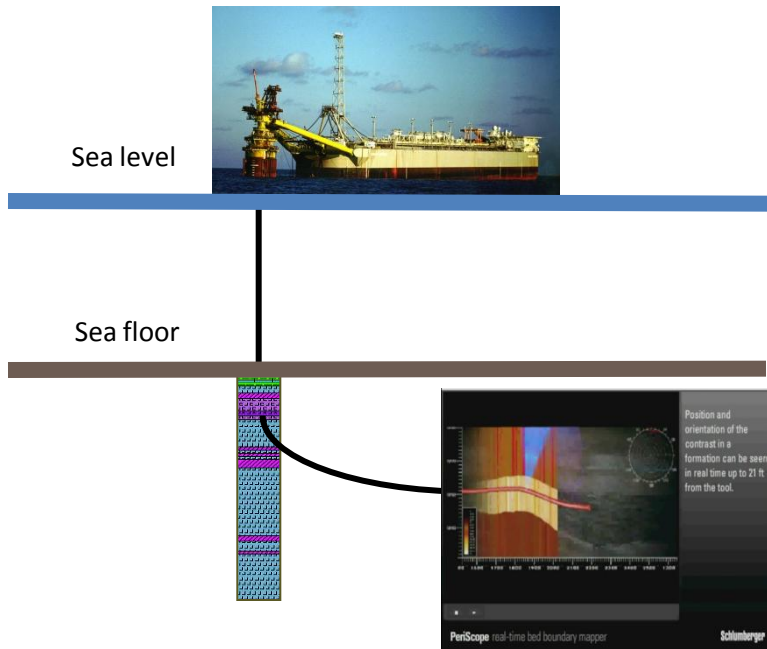 Sea level
Sea floor
Position and
orientation of the
contrast in a
formation can be seen
in real time up to 21 ft
from the tool.
PeriScope real-time bed boundary mapper
Schlumberger